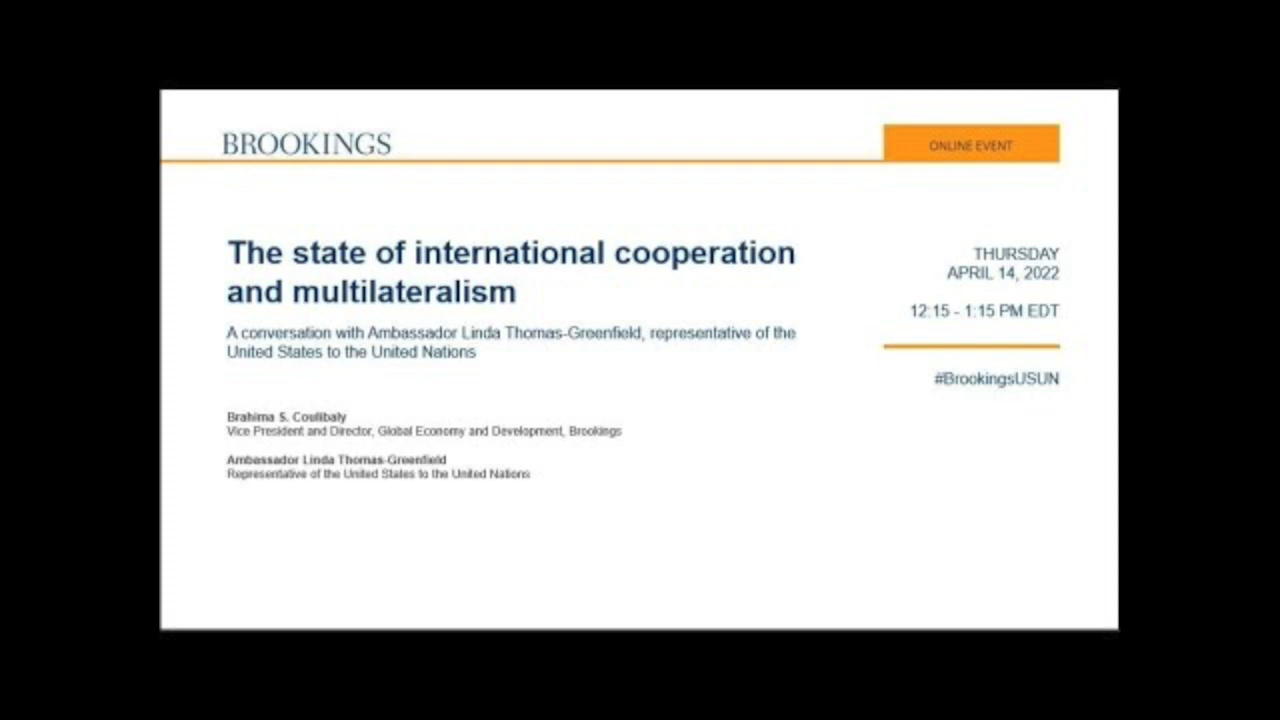 BROOKINGS
ONLINE EVENT
The state of international cooperation
and multilateralism
A conversation with Ambassador Linda Thomas-Greenfield, representative of the
United States to the United Nations
THURSDAY
APRIL 14, 2022
12:15 - 1:15 PM EDT
#BrookingsUSUN
Brahima S. Coulibaly
Vice President and Director, Global Economy and Development, Brookings
Ambassador Linda Thomas-Greenfield
Representative of the United States to the United Nations